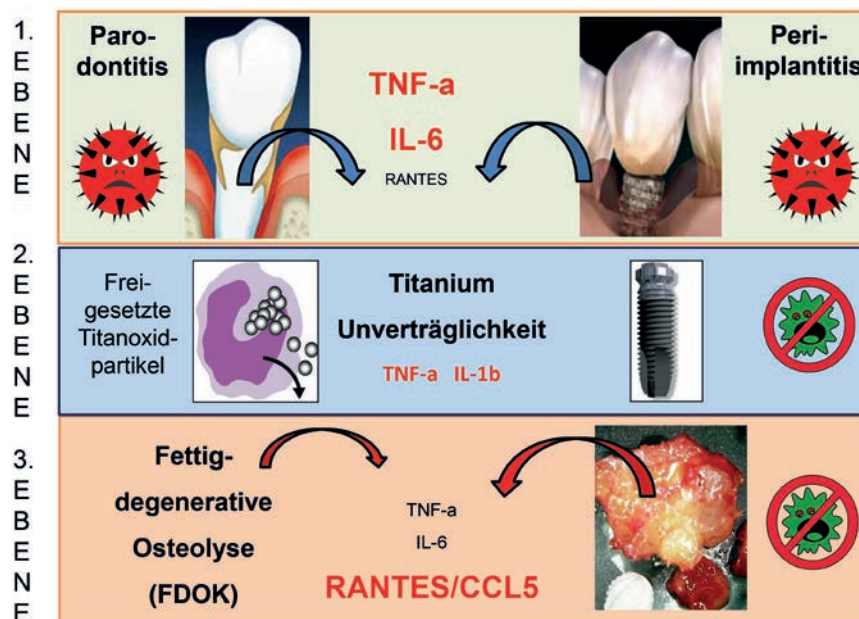 1.
E
B
E
N
E
Paro-
dontitis
TNF-a
IL-6
RANTES
Peri-
implantitis
2.
E
B
E
N
E
Frei-
gesetzte
Titanoxid-
partikel
Titanium
Unverträglichkeit
TNF-a IL-1b
3.
E
B
E
N
E
Fettig-
degenerative
Osteolyse
(FDOK)
TNF-a
IL-6
RANTES/CCL5